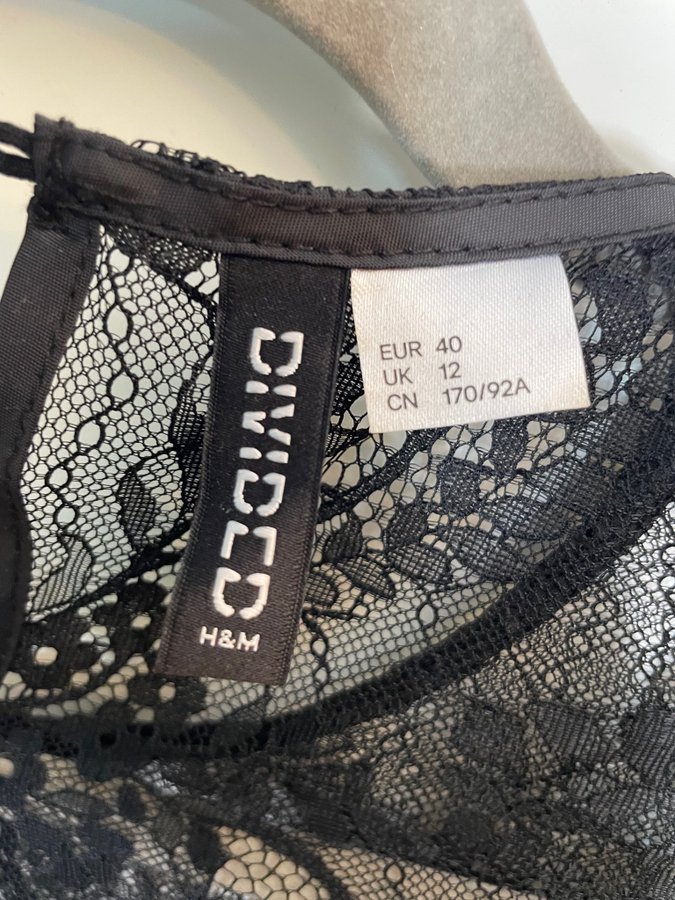 DIVIDED
H&M
EUR 40
UK 12
CN 170/92A